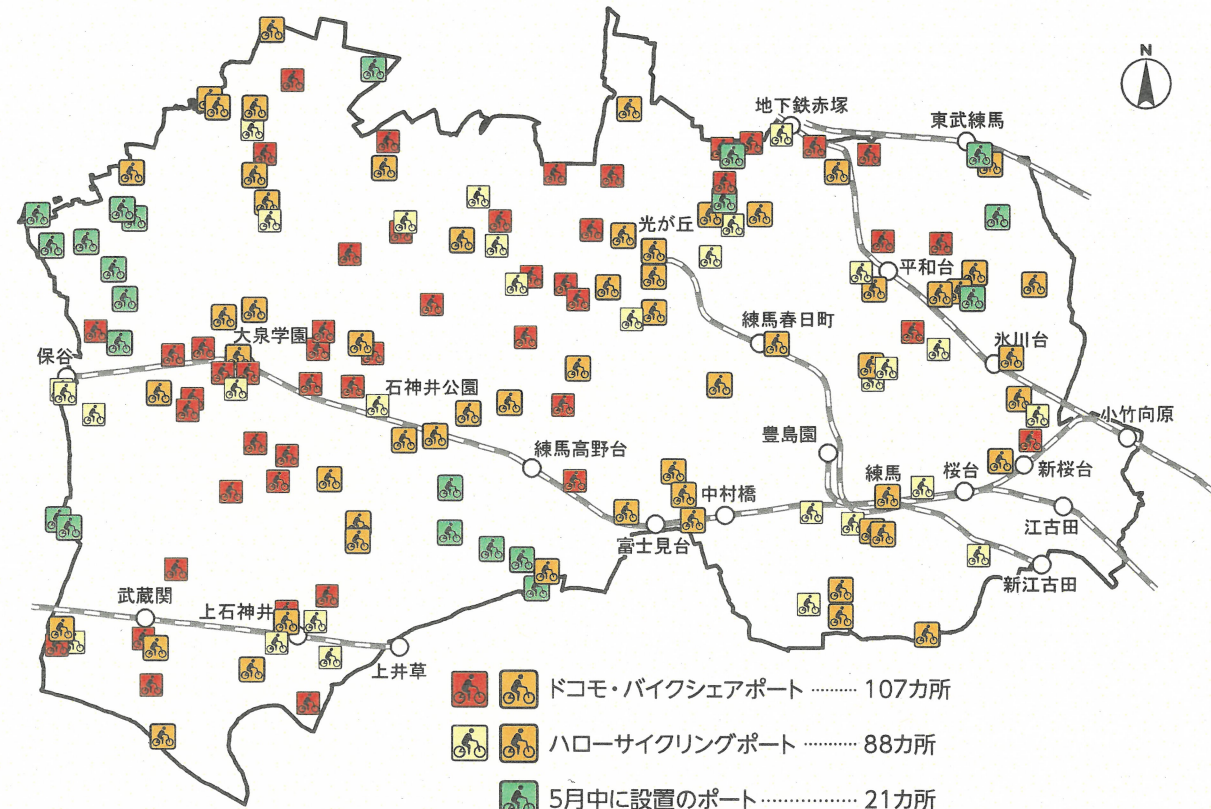 N
地下鉄赤塚
東武練馬
光が丘
平和台
練馬春日町
氷川台
大泉学園
保谷
石神井公園
小竹向原
豊島園
練馬高野台
練馬
桜台
新桜台
中村橋
江古田
富士見台
新江古田
武蔵関
上石神井
上井草
ドコモ・バイクシェアポート ········ 107カ所
ハローサイクリングポート ·········· 88カ所
5月中に設置のポート ················ 21カ所